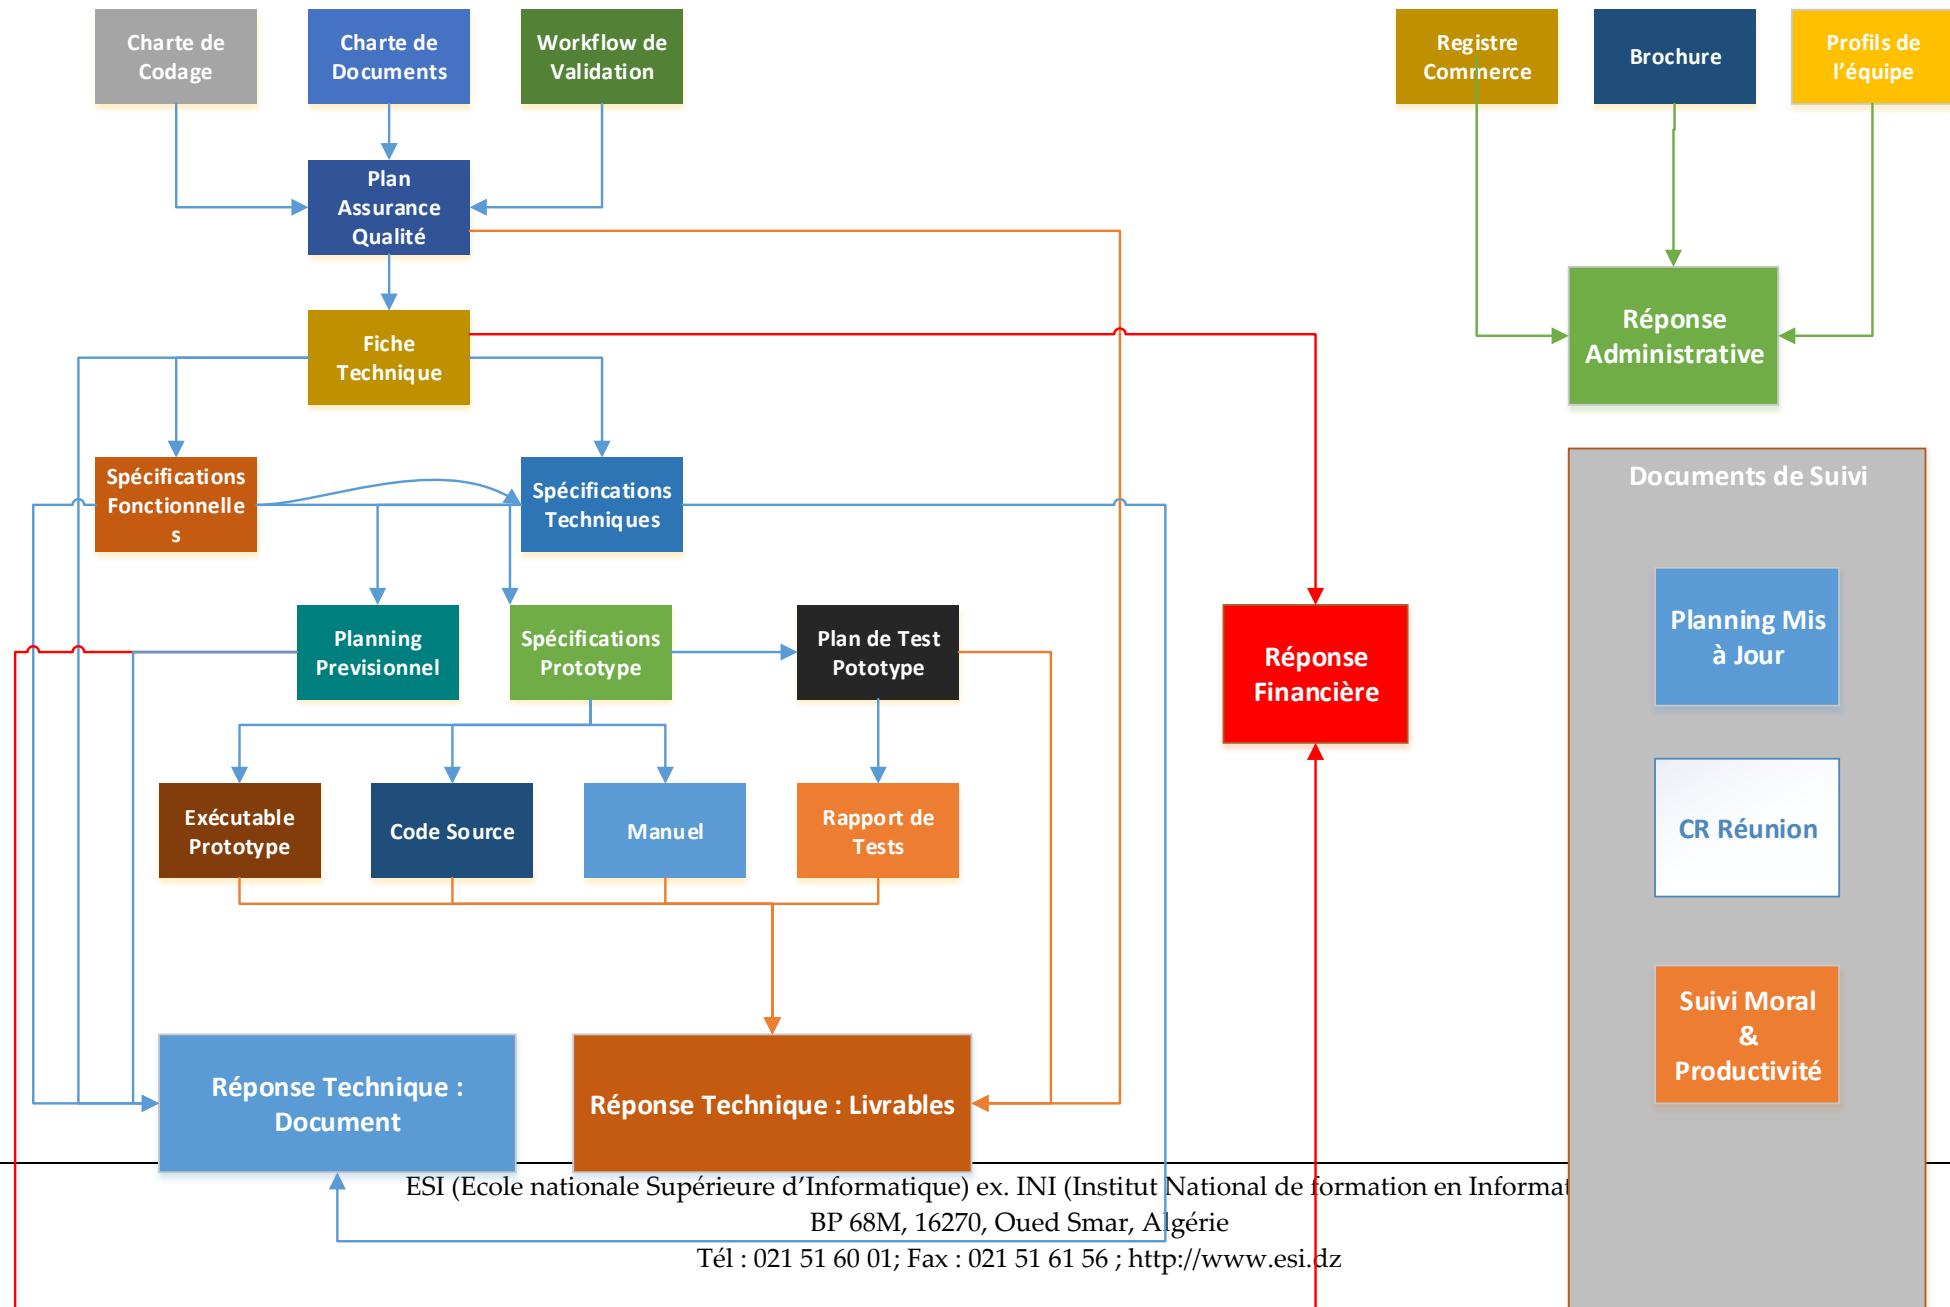 Charte de
Codage
Charte de
Documents
Workflow de
Validation
Registre
Commerce
Brochure
Profils de
l'équipe
Plan
Assurance
Qualité
Fiche
Technique
Réponse
Administrative
Spécifications
Fonctionnelle
s
Spécifications
Techniques
Documents de Suivi
Planning
Previsionnel
Spécifications
Prototype
Plan de Test
Pototype
Réponse
Financière
Planning Mis
à Jour
Exécutable
Prototype
Code Source
Manuel
Rapport de
Tests
CR Réunion
Suivi Moral
&
Productivité
Réponse Technique :
Document
Réponse Technique : Livrables
ESI (Ecole nationale Supérieure d'Informatique) ex. INI (Institut National de formation en Informat
BP 68M, 16270, Oued Smar, Algérie
Tél : 021 51 60 01; Fax : 021 51 61 56 ; http://www.esi.dz